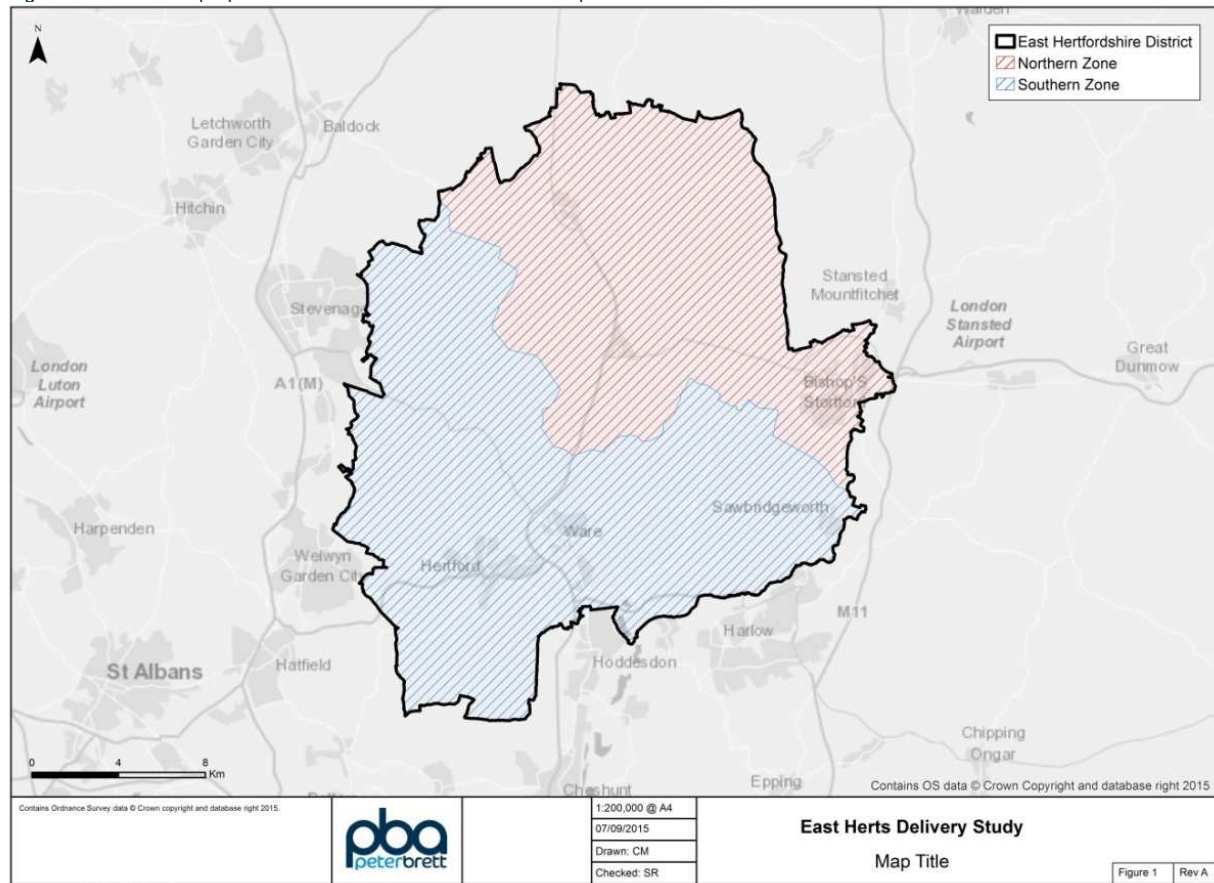 N
East Hertfordshire District
Northern Zone
Southern Zone
Letchworth
Garden City
Baldock
Hitchin
Stansted
Mountfitchet
Stevenage
London
Stansted
Airport
Great
Dunmow
London
Luton
Airport
A1(M)
Bishop'S
Stortford
Sawbridgeworth
Harpenden
Ware
Welwyn
Garden City
Hertford
M11
Harlow
St Albans
Hatfield
Hoddesdon
Chipping
Ongar
Epping
Cheshunt
0 4 8
Km
Contains OS data © Crown Copyright and database right 2015
Contains Ordnance Survey data © Crown copyright and database right 2015.
pba
peterbrett
1:200,000 @ A4
07/09/2015
Drawn: CM
Checked: SR
East Herts Delivery Study
Map Title
Figure 1
Rev A